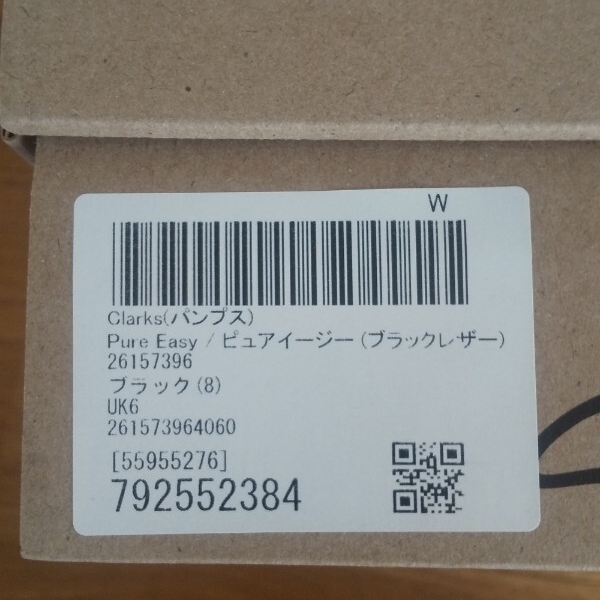 W
Clarks(パンプス)
Pure Easy / ピュアイージー (ブラックレザー)
26157396
ブラック(8)
UK6
261573964060
[55955276]
792552384